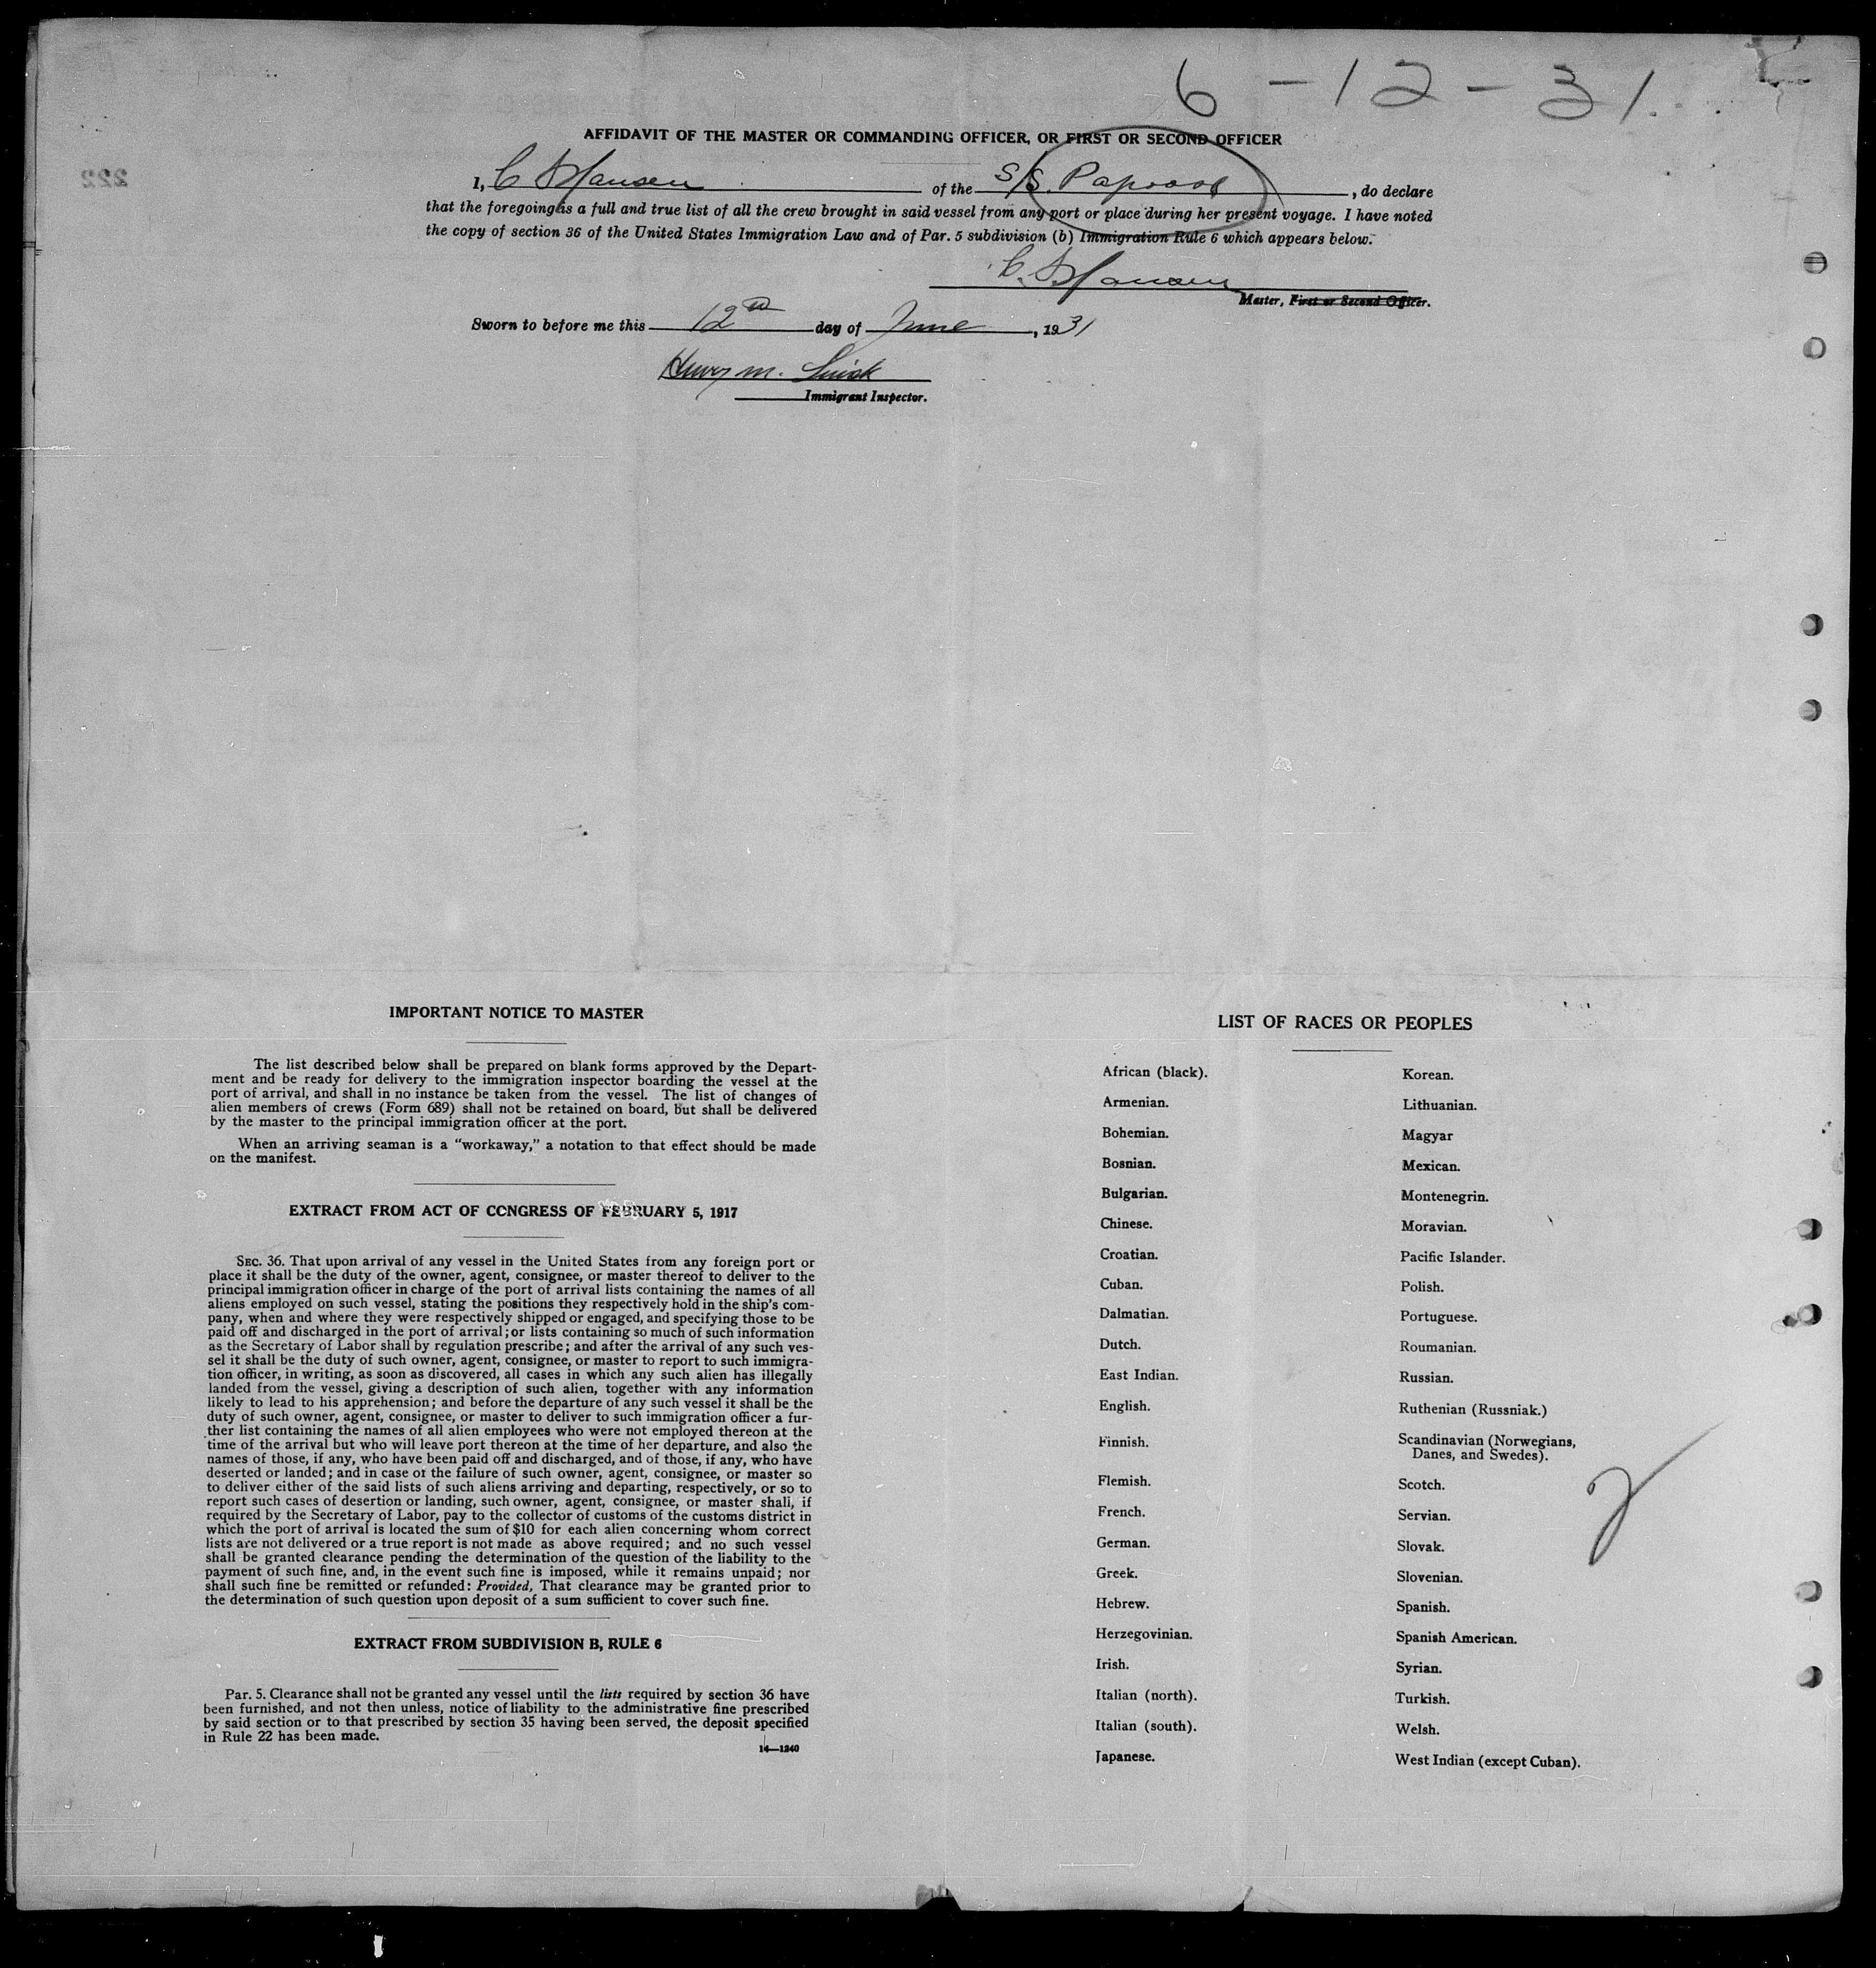 6-12-31.
AFFIDAVIT OF THE MASTER OR COMMANDING OFFICER, OR FIRST OR SECOND OFFICER
I, C Hansen of the S/S. , do declare
that the foregoing is a full and true list of all the crew brought in said vessel from any port or place during her present voyage. I have noted
the copy of section 36 of the United States Immigration Law and of Par. 5 subdivision (b) Immigration Rule 6 which appears below.
C. Hansen
Master, First or Second Officer.
Sworn to before me this 12th day of June, 1931
Henry M.
Immigrant Inspector.
222
IMPORTANT NOTICE TO MASTER
The list described below shall be prepared on blank forms approved by the Depart-
ment and be ready for delivery to the immigration inspector boarding the vessel at the
port of arrival, and shall in no instance be taken from the vessel. The list of changes of
alien members of crews (Form 689) shall not be retained on board, but shall be delivered
by the master to the principal immigration officer at the port.
When an arriving seaman is a “workaway,” a notation to that effect should be made
on the manifest.
EXTRACT FROM ACT OF CONGRESS OF FEBRUARY 5, 1917
SEC. 36. That upon arrival of any vessel in the United States from any foreign port or
place it shall be the duty of the owner, agent, consignee, or master thereof to deliver to the
principal immigration officer in charge of the port of arrival lists containing the names of all
aliens employed on such vessel, stating the positions they respectively hold in the ship's com-
pany, when and where they were respectively shipped or engaged, and specifying those to be
paid off and discharged in the port of arrival; or lists containing so much of such information
as the Secretary of Labor shall by regulation prescribe; and after the arrival of any such ves-
sel it shall be the duty of such owner, agent, consignee, or master to report to such immigra-
tion officer, in writing, as soon as discovered, all cases in which any such alien has illegally
landed from the vessel, giving a description of such alien, together with any information
likely to lead to his apprehension; and before the departure of any such vessel it shall be the
duty of such owner, agent, consignee, or master to deliver to such immigration officer a fur-
ther list containing the names of all alien employees who were not employed thereon at the
time of the arrival but who will leave port thereon at the time of her departure, and also the
names of those, if any, who have been paid off and discharged, and of those, if any, who have
deserted or landed; and in case of the failure of such owner, agent, consignee, or master so
to deliver either of the said lists of such aliens arriving and departing, respectively, or so to
report such cases of desertion or landing, such owner, agent, consignee, or master shall, if
required by the Secretary of Labor, pay to the collector of customs of the customs district in
which the port of arrival is located the sum of $10 for each alien concerning whom correct
lists are not delivered or a true report is not made as above required; and no such vessel
shall be granted clearance pending the determination of the question of the liability to the
payment of such fine, and, in the event such fine is imposed, while it remains unpaid; nor
shall such fine be remitted or refunded: Provided, That clearance may be granted prior to
the determination of such question upon deposit of a sum sufficient to cover such fine.
EXTRACT FROM SUBDIVISION B, RULE 6
Par. 5. Clearance shall not be granted any vessel until the lists required by section 36 have
been furnished, and not then unless, notice of liability to the administrative fine prescribed
by said section or to that prescribed by section 35 having been served, the deposit specified
in Rule 22 has been made.
14—1240
LIST OF RACES OR PEOPLES
African (black).
Armenian.
Bohemian.
Bosnian.
Bulgarian.
Chinese.
Croatian.
Cuban.
Dalmatian.
Dutch.
East Indian.
English.
Finnish.
Flemish.
French.
German.
Greek.
Hebrew.
Herzegovinian.
Irish.
Italian (north).
Italian (south).
Japanese.
Korean.
Lithuanian.
Magyar
Mexican.
Montenegrin.
Moravian.
Pacific Islander.
Polish.
Portuguese.
Roumanian.
Russian.
Ruthenian (Russniak.)
Scandinavian (Norwegians,
Danes, and Swedes).
Scotch.
Servian.
Slovak.
Slovenian.
Spanish.
Spanish American.
Syrian.
Turkish.
Welsh.
West Indian (except Cuban).